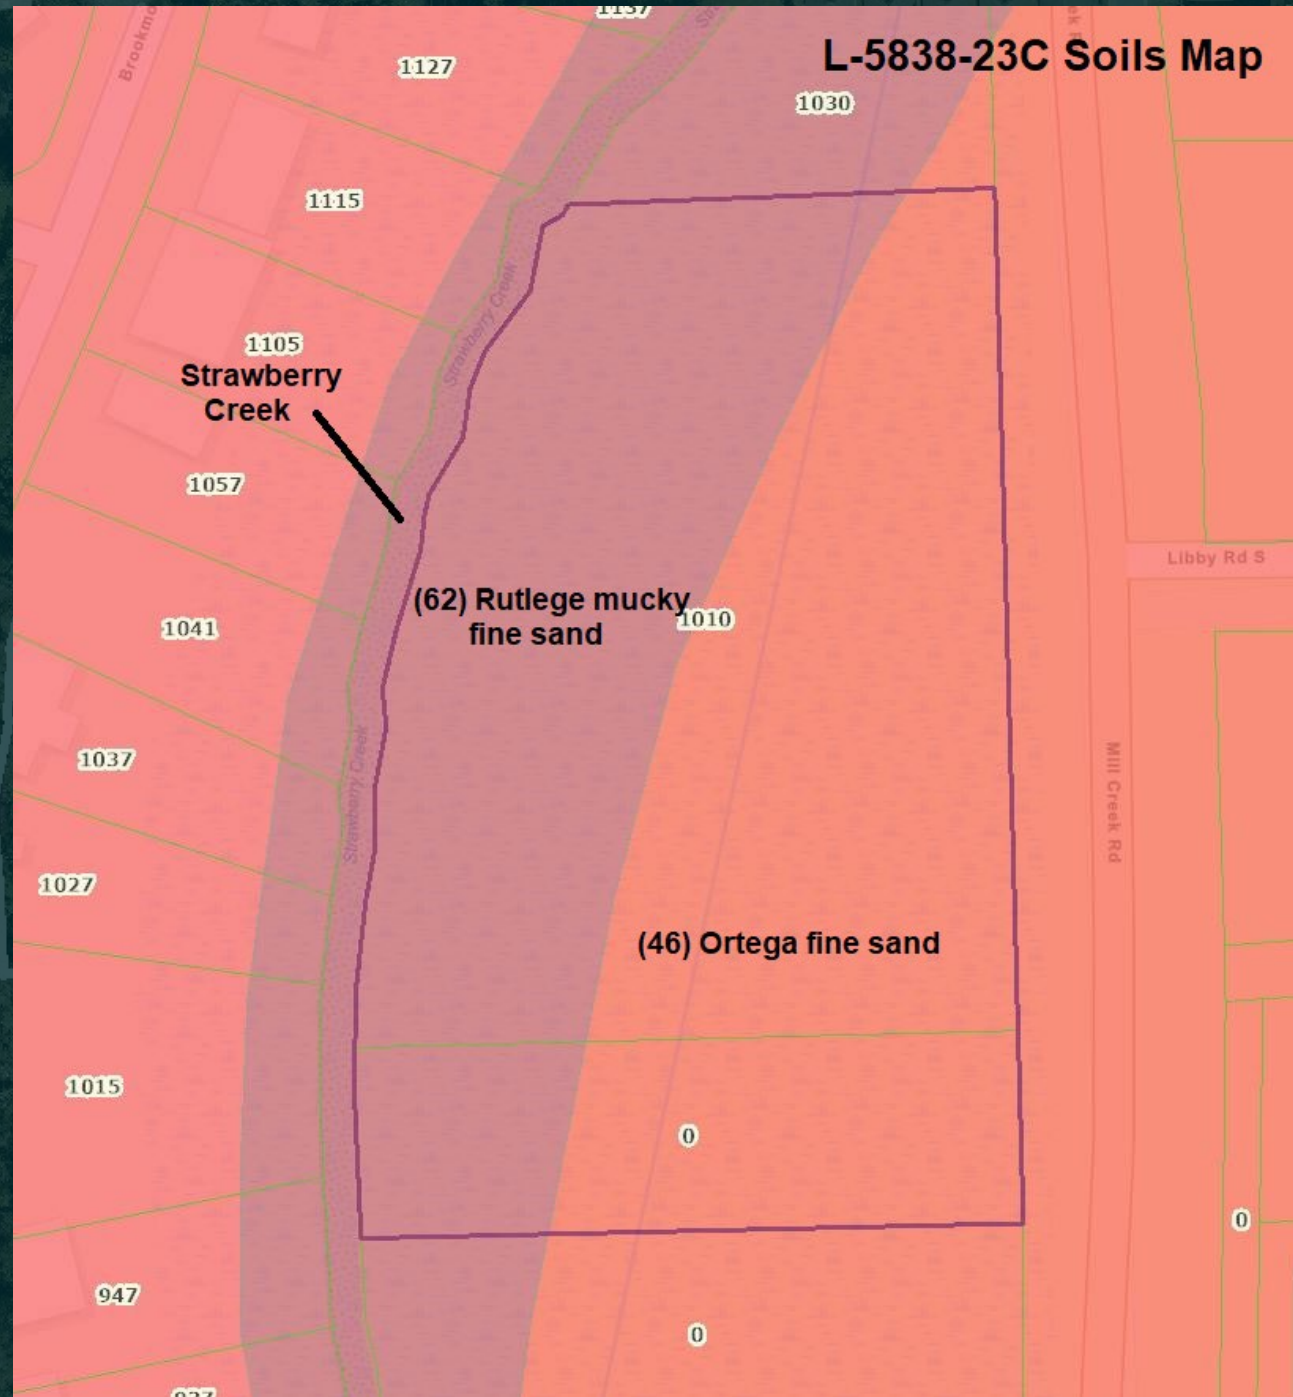 1137
L-5838-23C Soils Map
Brookmo
1127
1030
1115
Strawberry Creek
1105
Strawberry
Creek
1057
Libby Rd S
(62) Rutlege mucky
fine sand
1010
1041
1037
Strawberry Creek
Mill Creek Rd
1027
(46) Ortega fine sand
1015
0
0
947
0